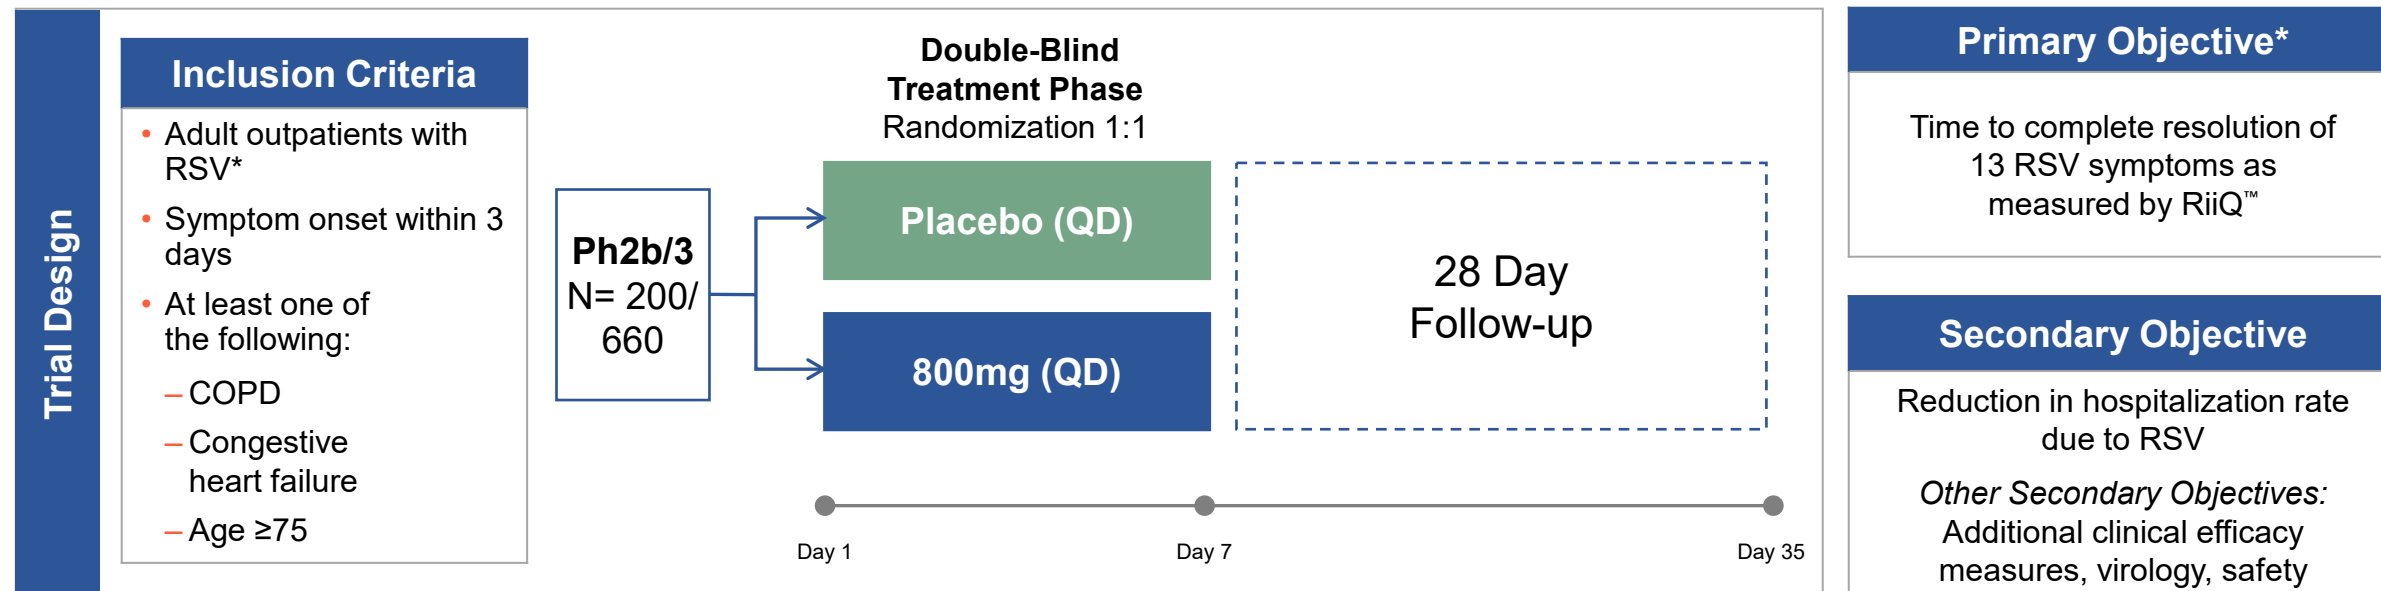 Trial Design
Inclusion Criteria
• Adult outpatients with
RSV*
• Symptom onset within 3
days
• At least one of
the following:
– COPD
– Congestive
heart failure
– Age ≥75
Ph2b/3
N= 200/
660
Double-Blind
Treatment Phase
Randomization 1:1
Placebo (QD)
800mg (QD)
28 Day
Follow-up
Day 1
Day 7
Day 35
Primary Objective*
Time to complete resolution of
13 RSV symptoms as
measured by RiiQ™
Secondary Objective
Reduction in hospitalization rate
due to RSV
Other Secondary Objectives:
Additional clinical efficacy
measures, virology, safety